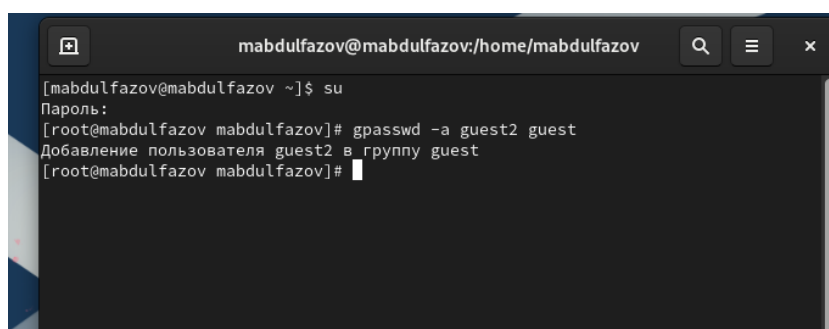 mabdulfazov@mabdulfazov:/home/mabdulfazov
[mabdulfazov@mabdulfazov ~]$ su
Пароль:
[root@mabdulfazov mabdulfazov]# gpasswd -a guest2 guest
Добавление пользователя guest2 в группу guest
[root@mabdulfazov mabdulfazov]#